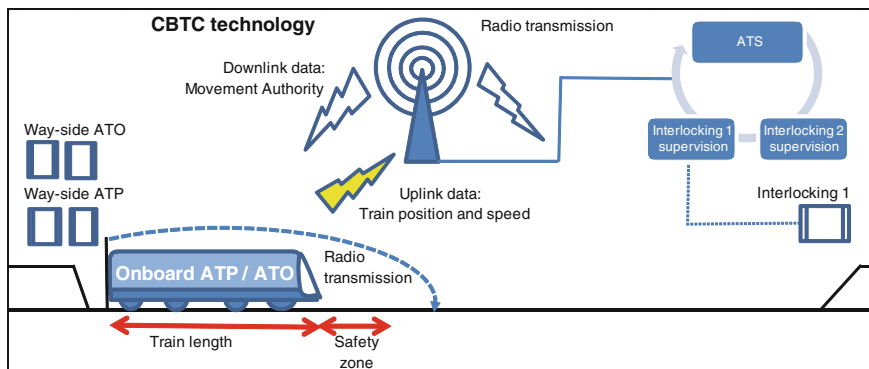 CBTC technology
Radio transmission
ATS
Downlink data:
Movement Authority
Way-side ATO
Interlocking 1
supervision
Interlocking 2
supervision
Way-side ATP
Uplink data:
Train position and speed
Interlocking 1
Onboard ATP / ATO
Radio
transmission
Train length
Safety
zone